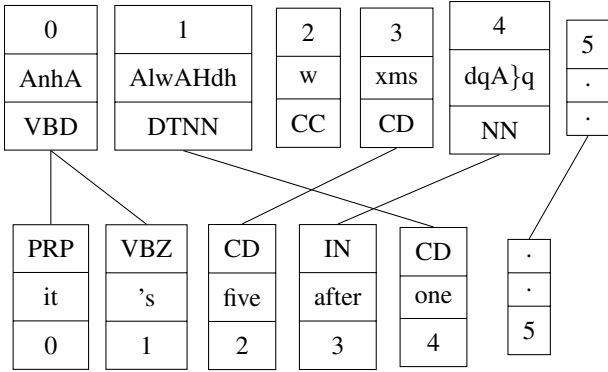 0 1 2 3 4 5
AnhA AlwAHdh w xms dqA}q .
VBD DTNN CC CD NN .
PRP VBZ CD IN CD .
it 's five after one .
0 1 2 3 4 5